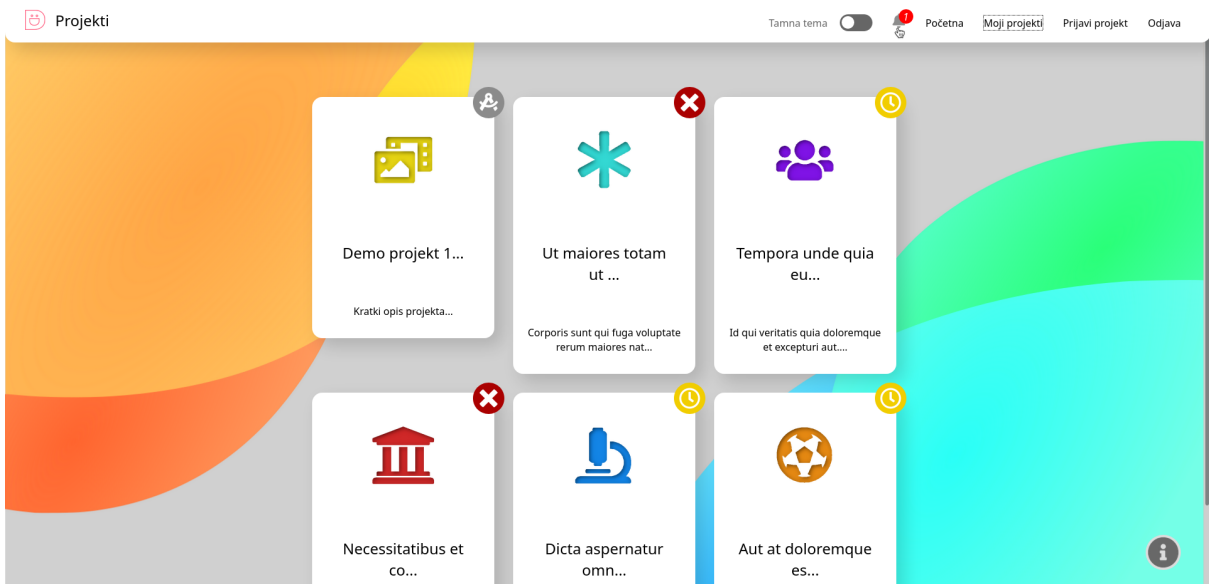 Projekti
Tamna tema
1
Početna
Moji projekti
Prijavi projekt
Odjava
Demo projekt 1...
Kratki opis projekta...
Ut maiores totam
ut ...
Corporis sunt qui fuga voluptate
rerum maiores nat...
Tempora unde quia
eu...
Id qui veritatis quia doloremque
et excepturi aut....
Necessitatibus et
co...
Dicta aspernatur
omn...
Aut at doloremque
es...